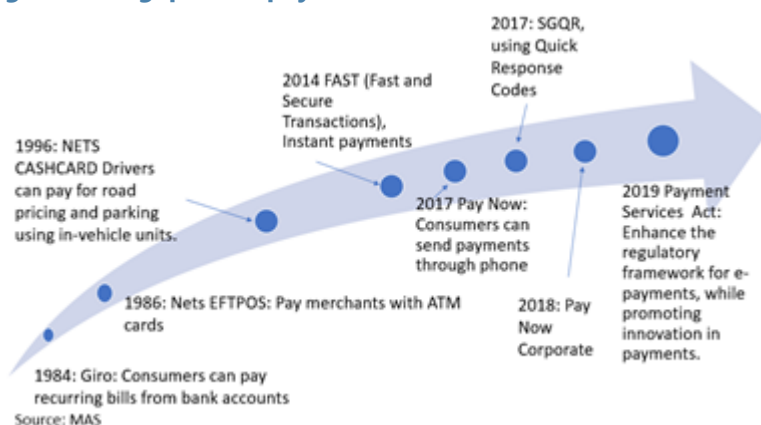 2017: SGQR,
using Quick
Response
Codes
2014 FAST (Fast and
Secure
Transactions),
Instant payments
1996: NETS
CASHCARD Drivers
can pay for road
pricing and parking
using in-vehicle units.
2017 Pay Now:
Consumers can
send payments
through phone
2019 Payment
Services Act:
Enhance the
regulatory
framework for e-
payments, while
promoting
innovation in
payments.
1986: Nets EFTPOS: Pay merchants with ATM
cards
2018: Pay
Now
Corporate
1984: Giro: Consumers can pay
recurring bills from bank accounts
Source: MAS